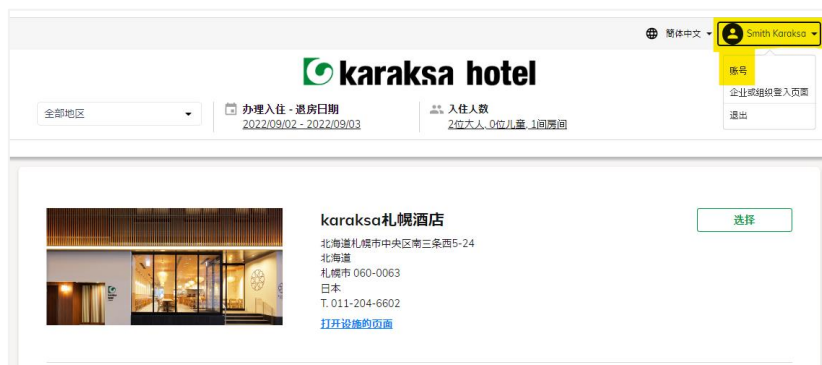 简体中文
Smith Karaksa
账号
企业或组织登入页面
退出
karaksa hotel
全部地区
办理入住 - 退房日期
2022/09/02 - 2022/09/03
入住人数
2位大人, 0位儿童, 1间房间
karaksa札幌酒店
选择
北海道札幌市中央区南三条西5-24
北海道
札幌市 060-0063
日本
T. 011-204-6602
打开设施的页面